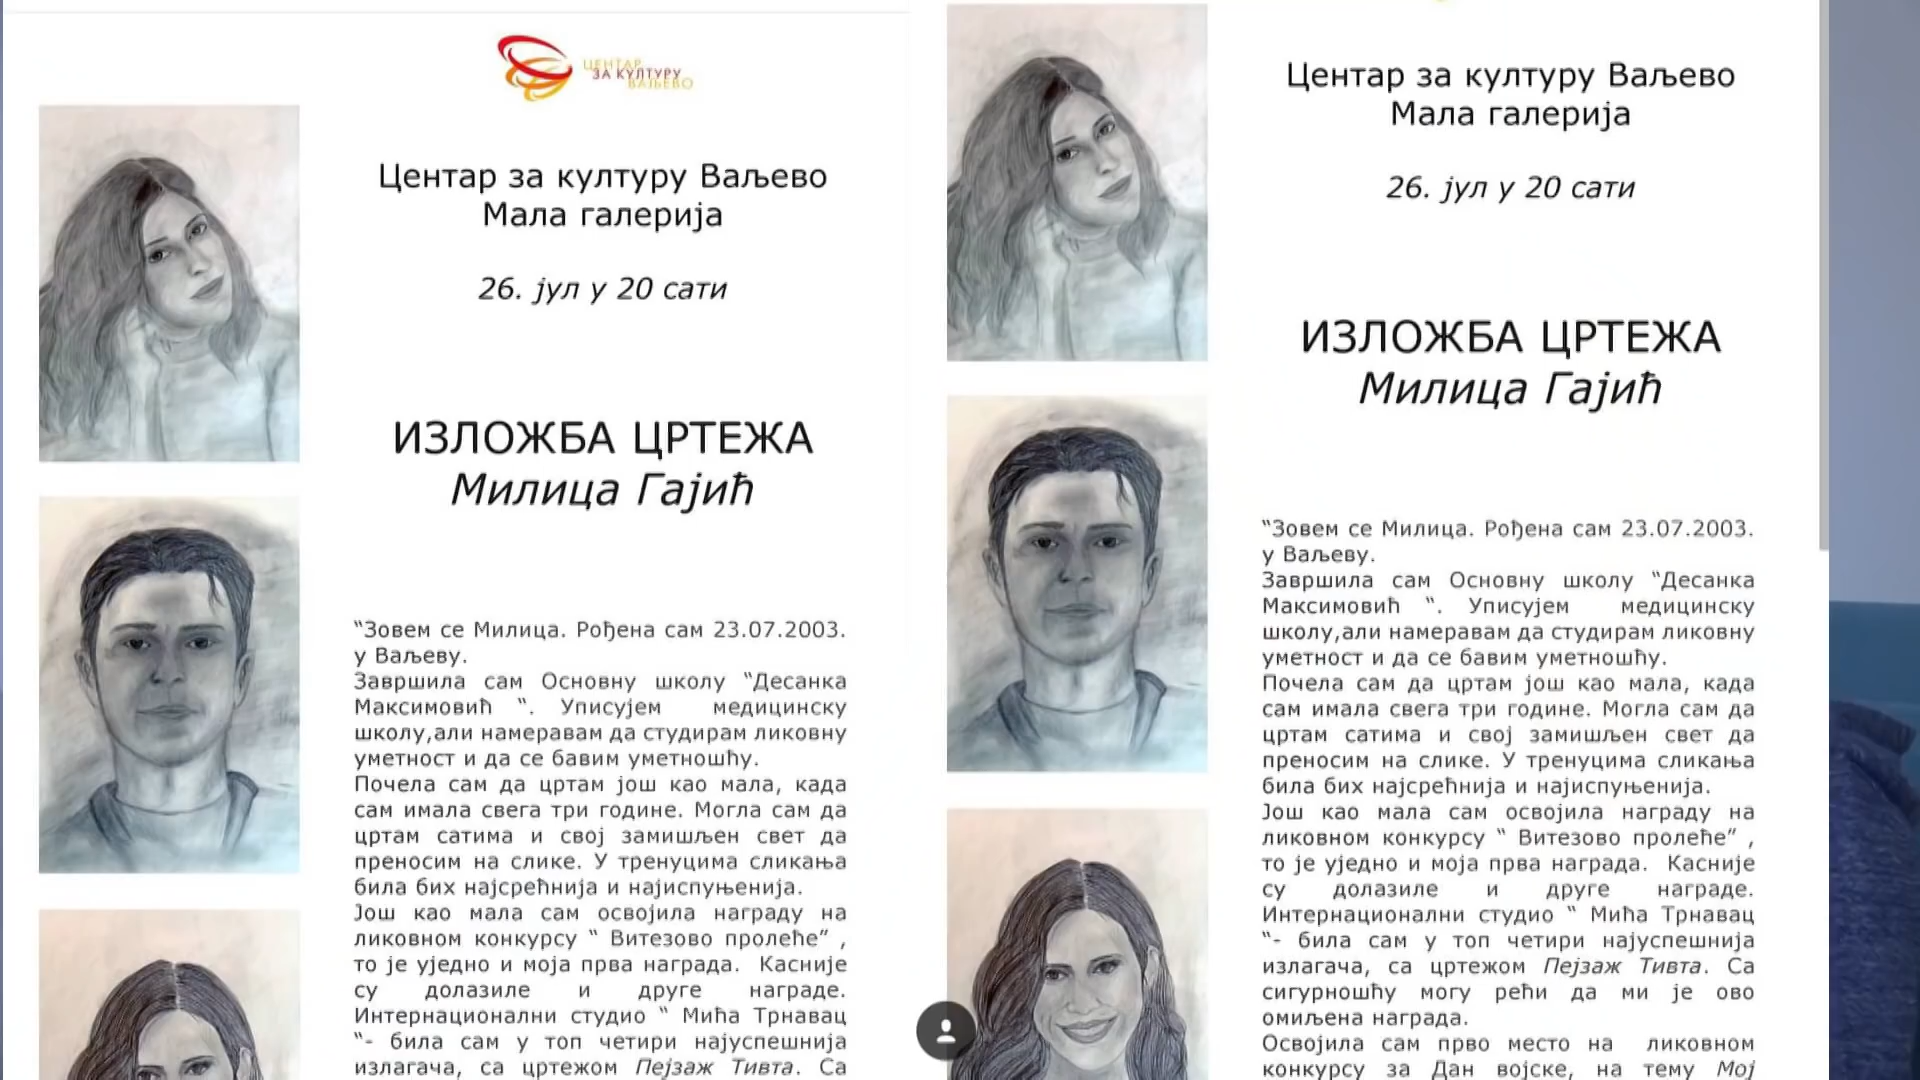 ЦЕНТАР
ЗА КУЛТУРУ
ВАЉЕВО
Центар за културу Ваљево
Мала галерија
26. јул у 20 сати
ИЗЛОЖБА ЦРТЕЖА
Милица Гајић
“Зовем се Милица. Рођена сам 23.07.2003.
у Ваљеву.
Завршила сам Основну школу “Десанка
Максимовић “. Уписујем медицинску
школу,али намеравам да студирам ликовну
уметност и да се бавим уметношћу.
Почела сам да цртам још као мала, када
сам имала свега три године. Могла сам да
цртам сатима и свој замишљен свет да
преносим на слике. У тренуцима сликања
била бих најсрећнија и најиспуњенија.
Још као мала сам освојила награду на
ликовном конкурсу “ Витезово пролеће” ,
то је уједно и моја прва награда. Касније
су долазиле и друге награде.
Интернационални студио “ Мића Трнавац
“- била сам у топ четири најуспешнија
излагача, са цртежом Пејзаж Тивта. Са
Центар за културу Ваљево
Мала галерија
26. јул у 20 сати
ИЗЛОЖБА ЦРТЕЖА
Милица Гајић
“Зовем се Милица. Рођена сам 23.07.2003.
у Ваљеву.
Завршила сам Основну школу “Десанка
Максимовић “. Уписујем медицинску
школу,али намеравам да студирам ликовну
уметност и да се бавим уметношћу.
Почела сам да цртам још као мала, када
сам имала свега три године. Могла сам да
цртам сатима и свој замишљен свет да
преносим на слике. У тренуцима сликања
била бих најсрећнија и најиспуњенија.
Још као мала сам освојила награду на
ликовном конкурсу “ Витезово пролеће” ,
то је уједно и моја прва награда. Касније
су долазиле и друге награде.
Интернационални студио “ Мића Трнавац
“- била сам у топ четири најуспешнија
излагача, са цртежом Пејзаж Тивта. Са
сигурношћу могу рећи да ми је ово
омиљена награда.
Освојила сам прво место на ликовном
конкурсу за Дан војске, на тему Мој